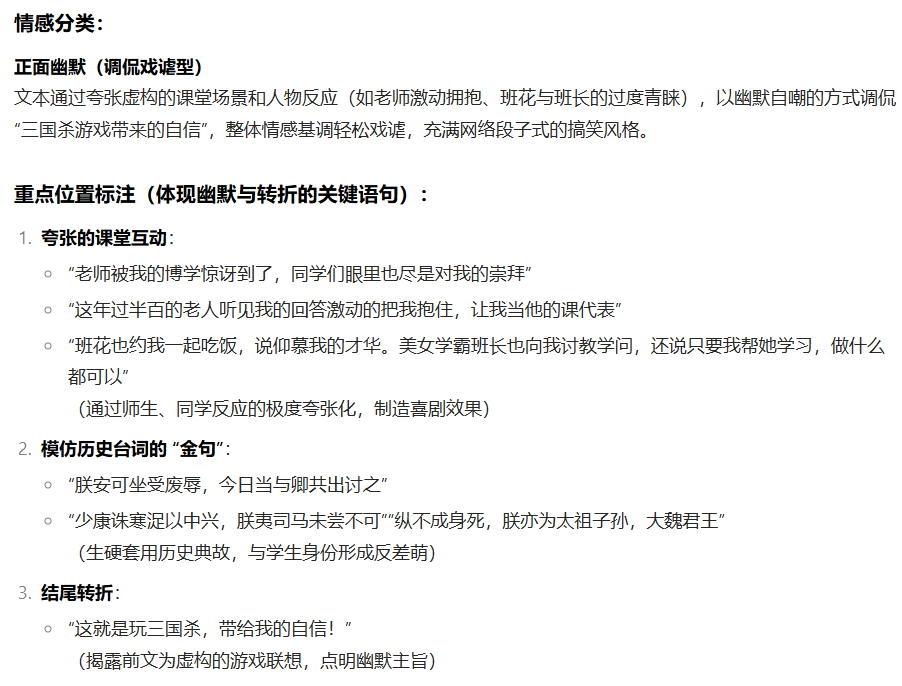 情感分类：
正面幽默（调侃戏谑型）
文本通过夸张虚构的课堂场景和人物反应（如老师激动拥抱、班花与班长的过度青睐），以幽默自嘲的方式调侃
“三国杀游戏带来的自信”，整体情感基调轻松戏谑，充满网络段子式的搞笑风格。
重点位置标注（体现幽默与转折的关键语句）：
1. 夸张的课堂互动：
○ “老师被我的博学惊讶到了，同学们眼里也尽是对我的崇拜”
○ “这年过半百的老人听见我的回答激动的把我抱住，让我当他的课代表”
○ “班花也约我一起吃饭，说仰慕我的才华。美女学霸班长也向我讨教学问，还说只要我帮她学习，做什么
都可以”
（通过师生、同学反应的极度夸张化，制造喜剧效果）
2. 模仿历史台词的 “金句”：
○ “朕安可坐受废辱，今日当与卿共出讨之”
○ “少康诛寒浞以中兴，朕夷司马未尝不可”“纵不成身死，朕亦为太祖子孙，大魏君王”
（生硬套用历史典故，与学生身份形成反差萌）
3. 结尾转折：
○ “这就是玩三国杀，带给我的自信！”
（揭露前文为虚构的游戏联想，点明幽默主旨）